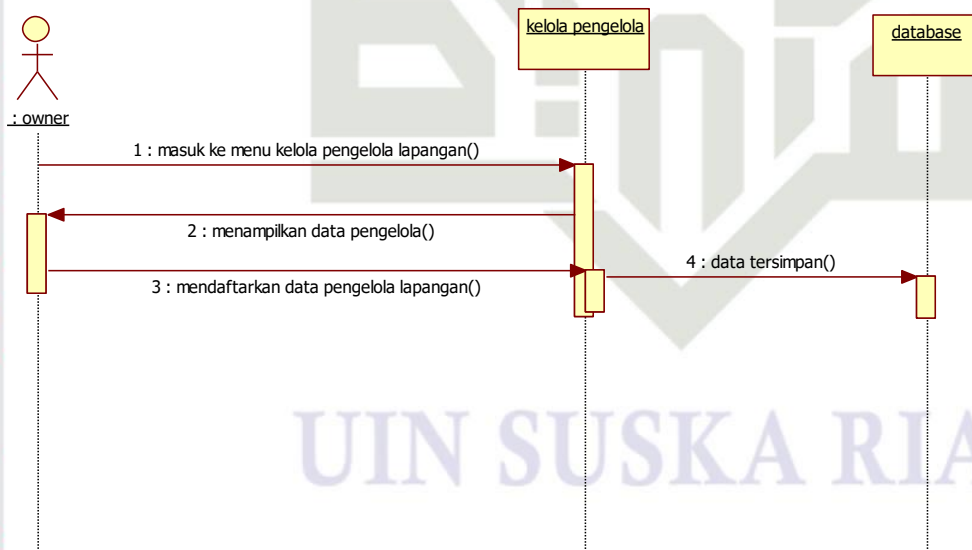 kelola pengelola
database
: owner
1 : masuk ke menu kelola pengelola lapangan()
2 : menampilkan data pengelola()
4 : data tersimpan()
3 : mendaftarkan data pengelola lapangan()
UIN SUSKA RIA